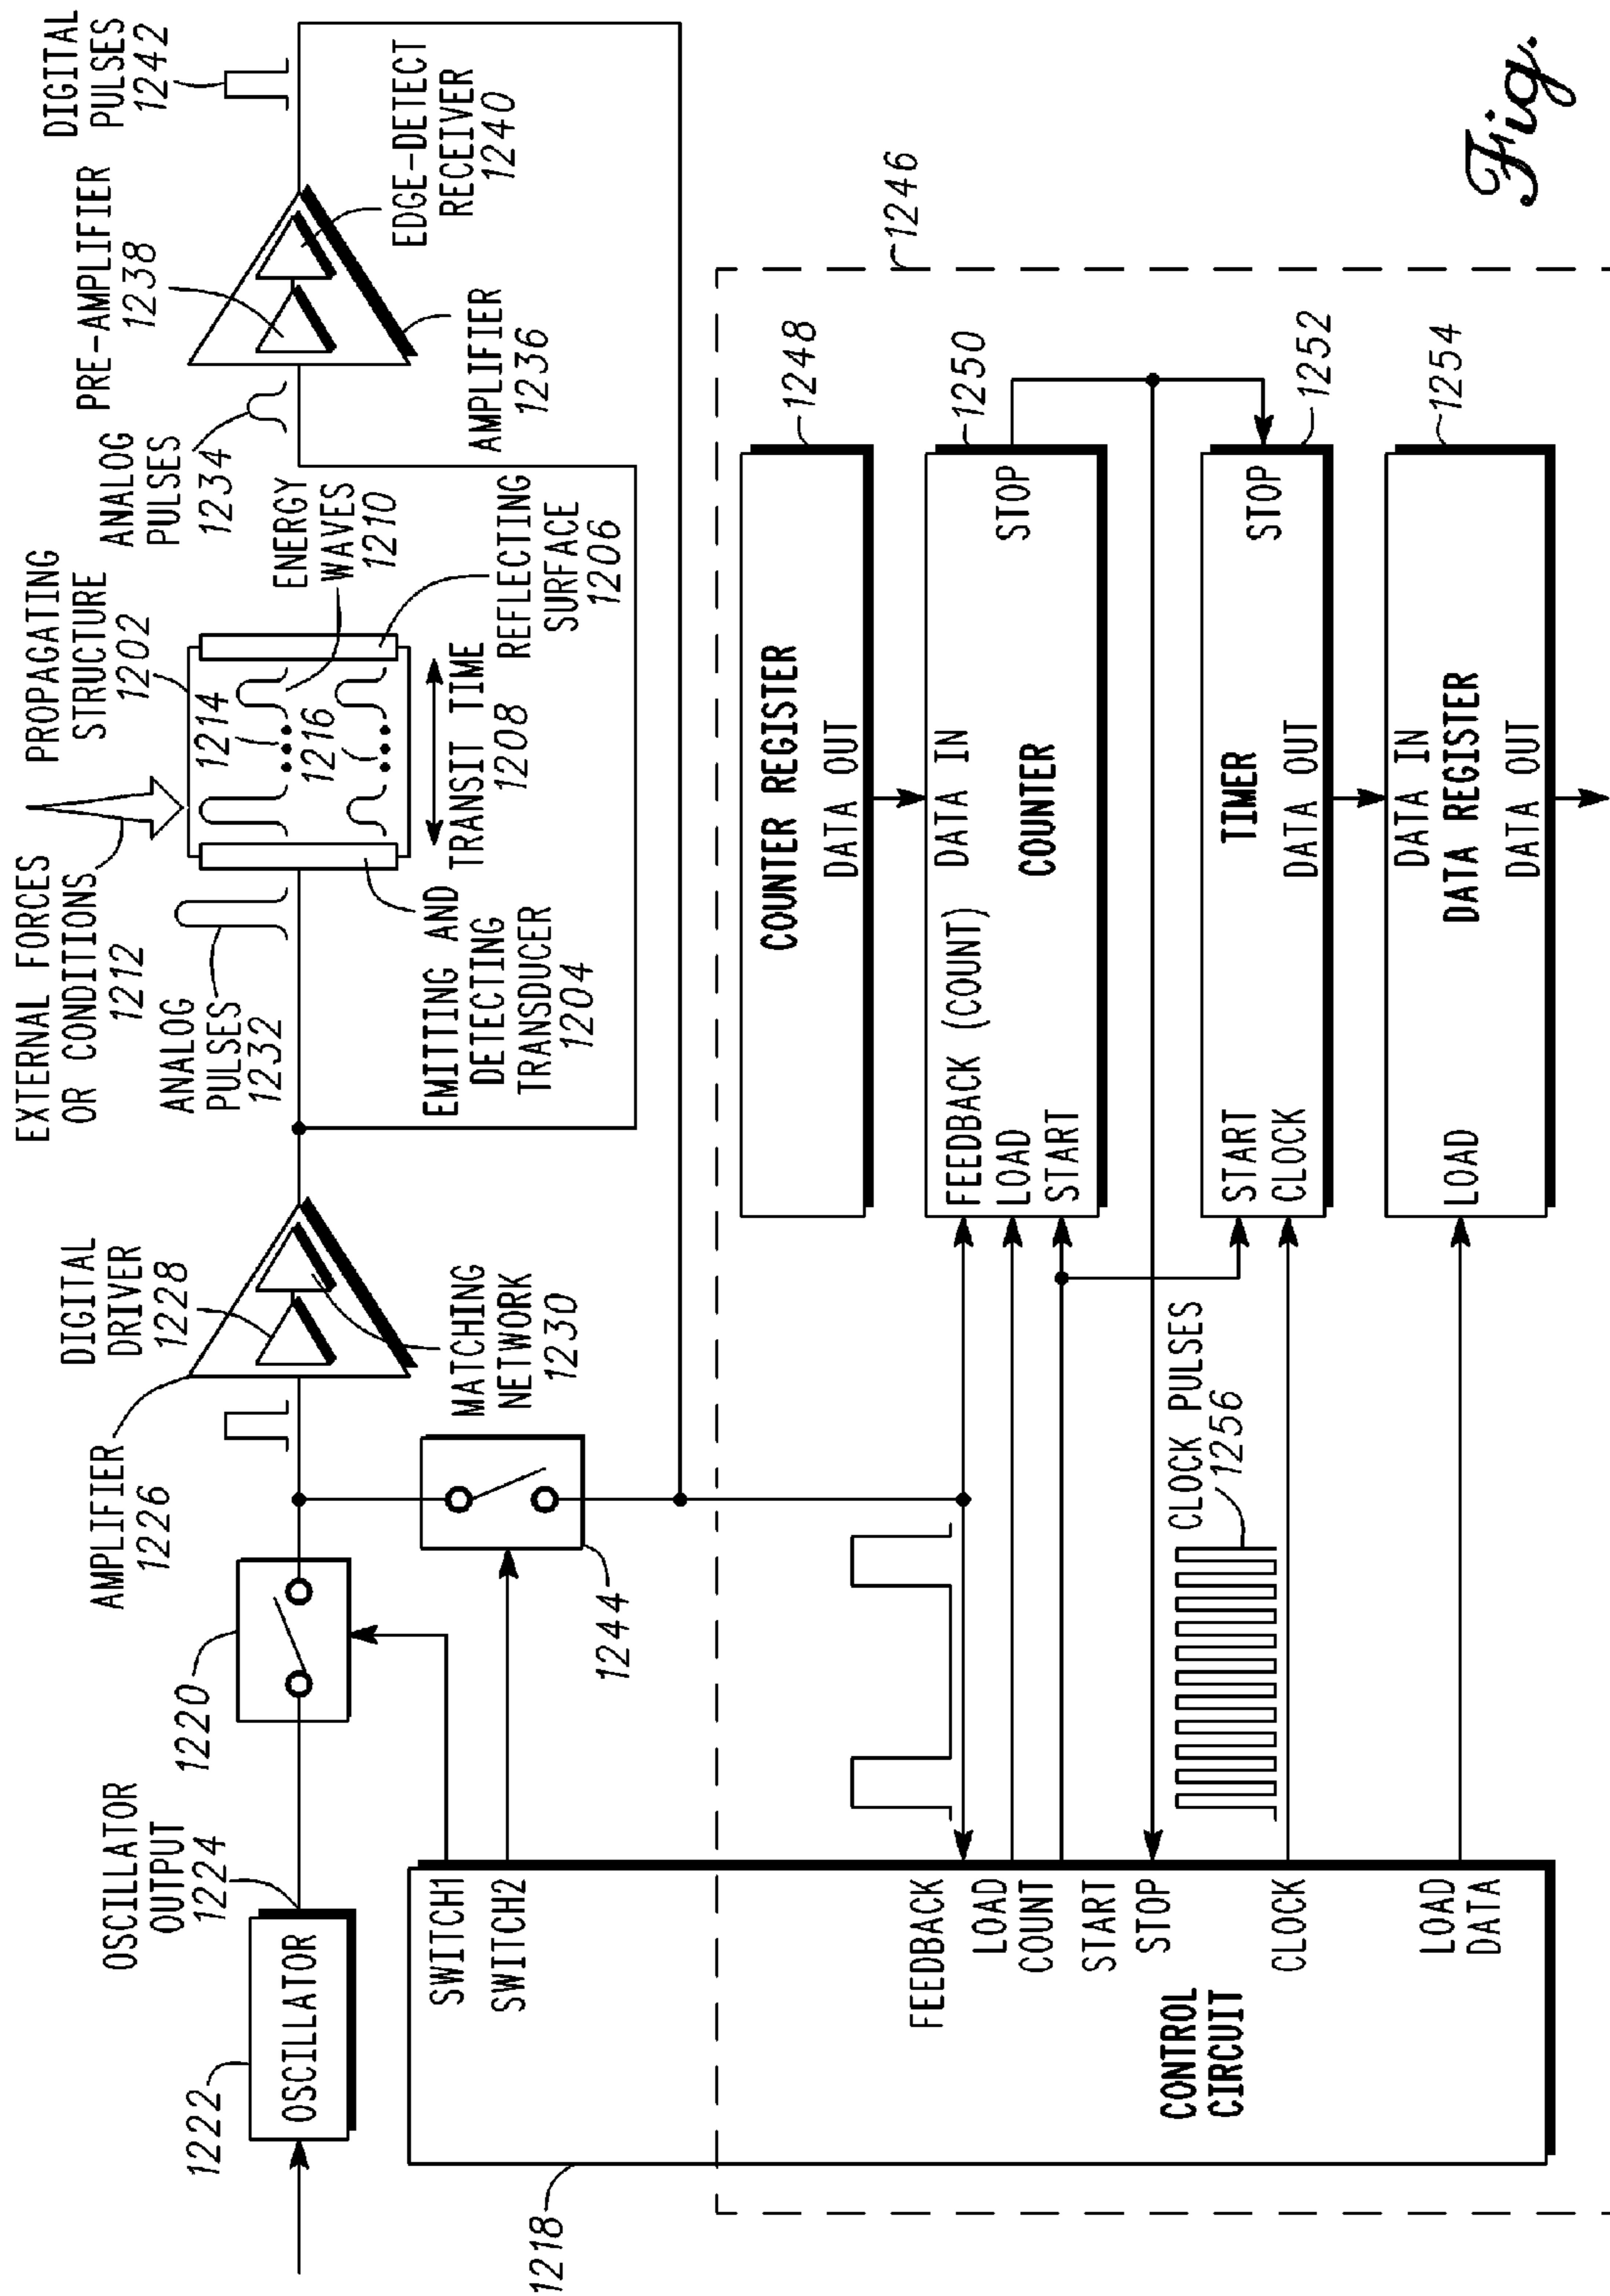 EXTERNAL FORCES
OR CONDITIONS
1212
PROPAGATING
STRUCTURE
1202
DIGITAL
PULSES
1242
PRE-AMPLIFIER
1238
ANALOG
PULSES
1234
ENERGY
WAVES
1210
EDGE-DETECT
RECEIVER
1240
AMPLIFIER
1236
REFLECTING
SURFACE
1206
1214
1216
TRANSIT TIME
1208
ANALOG
PULSES
1232
EMITTING AND
DETECTING
TRANSDUCER
1204
DIGITAL
DRIVER
1228
AMPLIFIER
1226
MATCHING
NETWORK
1230
OSCILLATOR
OUTPUT
1224
1220
1222
OSCILLATOR
1244
1218
SWITCH1
SWITCH2
FEEDBACK
LOAD
COUNT
START
STOP
CLOCK
LOAD
DATA
CONTROL
CIRCUIT
CLOCK PULSES
1256
1246
COUNTER REGISTER
DATA OUT
1248
FEEDBACK (COUNT)
DATA IN
LOAD
START
COUNTER
STOP
1250
START
CLOCK
TIMER
DATA OUT
STOP
1252
LOAD
DATA IN
DATA REGISTER
DATA OUT
1254
Fig.